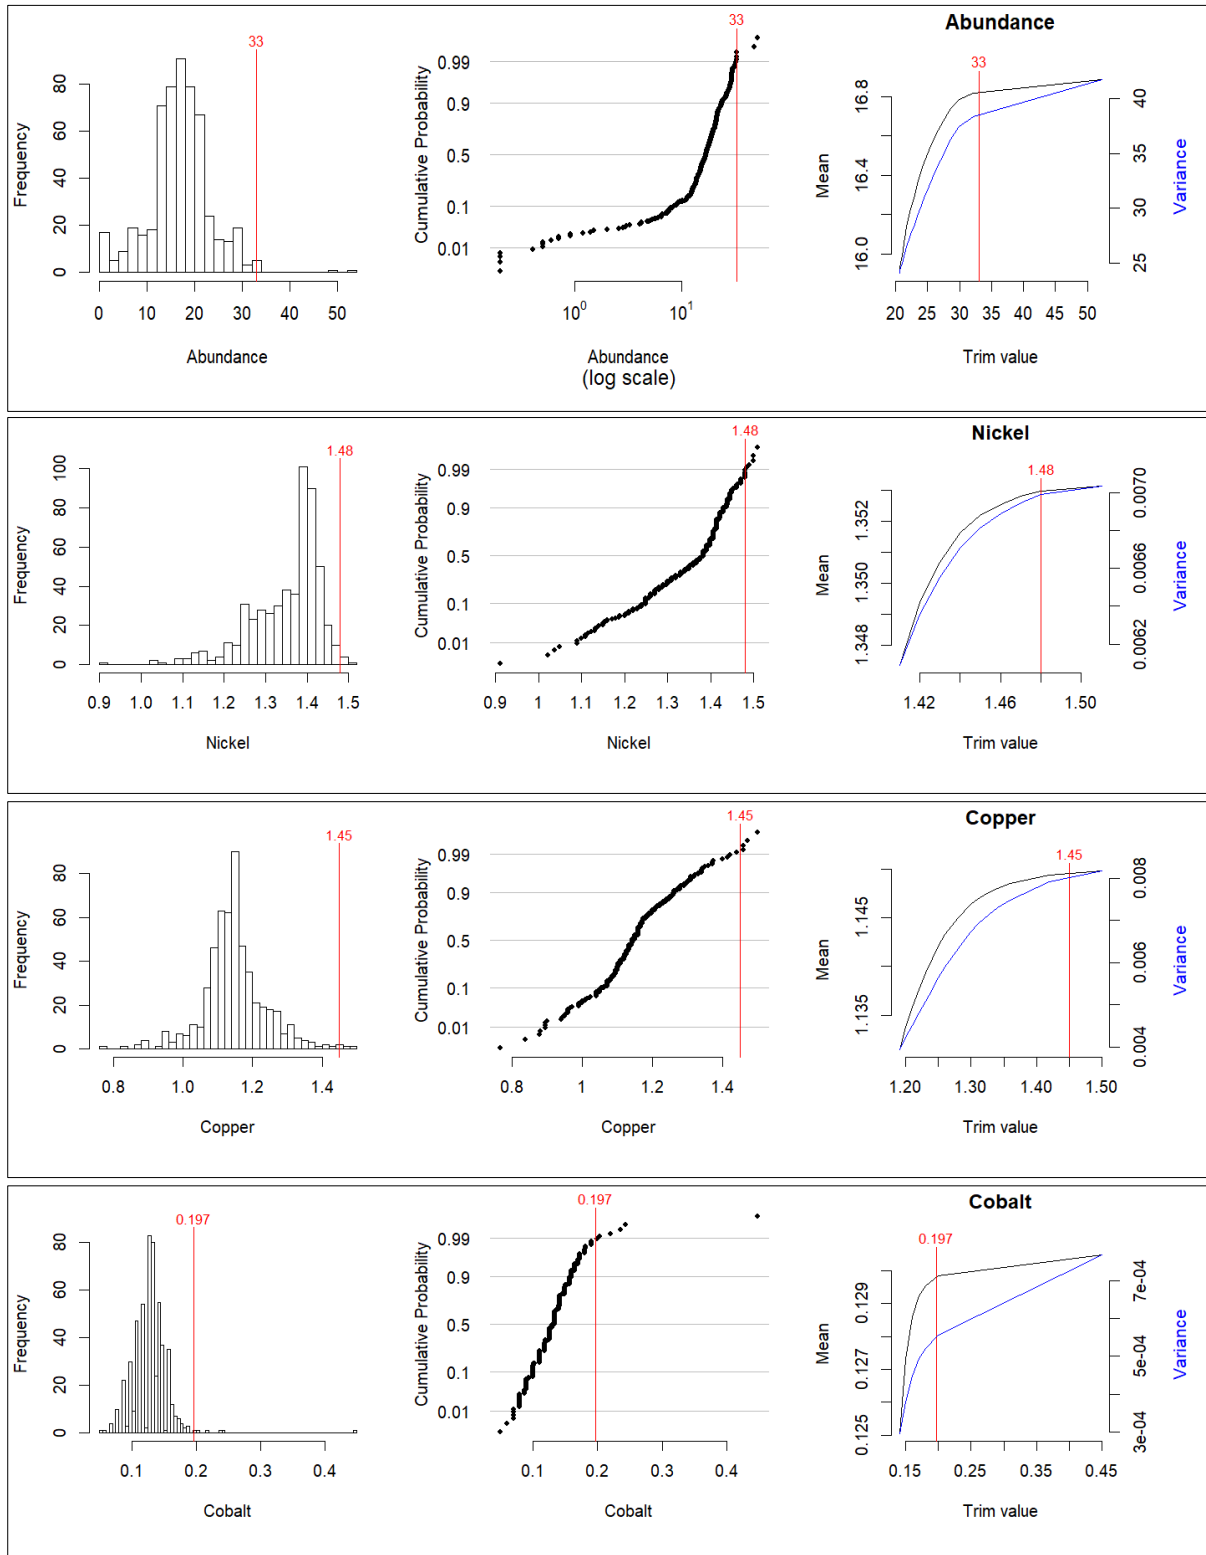 Abundance
33
33
33
Frequency
0
20
40
60
80
0 10 20 30 40 50
Abundance
Cumulative Probability
0.99
0.9
0.5
0.1
0.01
10^0 10^1
Abundance
(log scale)
Mean
16.0
16.4
16.8
Variance
25
30
35
40
20 25 30 35 40 45 50
Trim value
Nickel
1.48
1.48
1.48
Frequency
0
20
40
60
80
100
0.9 1.0 1.1 1.2 1.3 1.4 1.5
Nickel
Cumulative Probability
0.99
0.9
0.5
0.1
0.01
0.9 1 1.1 1.2 1.3 1.4 1.5
Nickel
Mean
1.348
1.350
1.352
Variance
0.0062
0.0066
0.0070
1.42 1.46 1.50
Trim value
Copper
1.45
1.45
1.45
Frequency
0
20
40
60
80
0.8 1.0 1.2 1.4
Copper
Cumulative Probability
0.99
0.9
0.5
0.1
0.01
0.8 1 1.2 1.4
Copper
Mean
1.135
1.145
Variance
0.004
0.006
0.008
1.20 1.30 1.40 1.50
Trim value
Cobalt
0.197
0.197
0.197
Frequency
0
20
40
60
80
0.1 0.2 0.3 0.4
Cobalt
Cumulative Probability
0.99
0.9
0.5
0.1
0.01
0.1 0.2 0.3 0.4
Cobalt
Mean
0.125
0.127
0.129
Variance
3e-04
5e-04
7e-04
0.15 0.25 0.35 0.45
Trim value